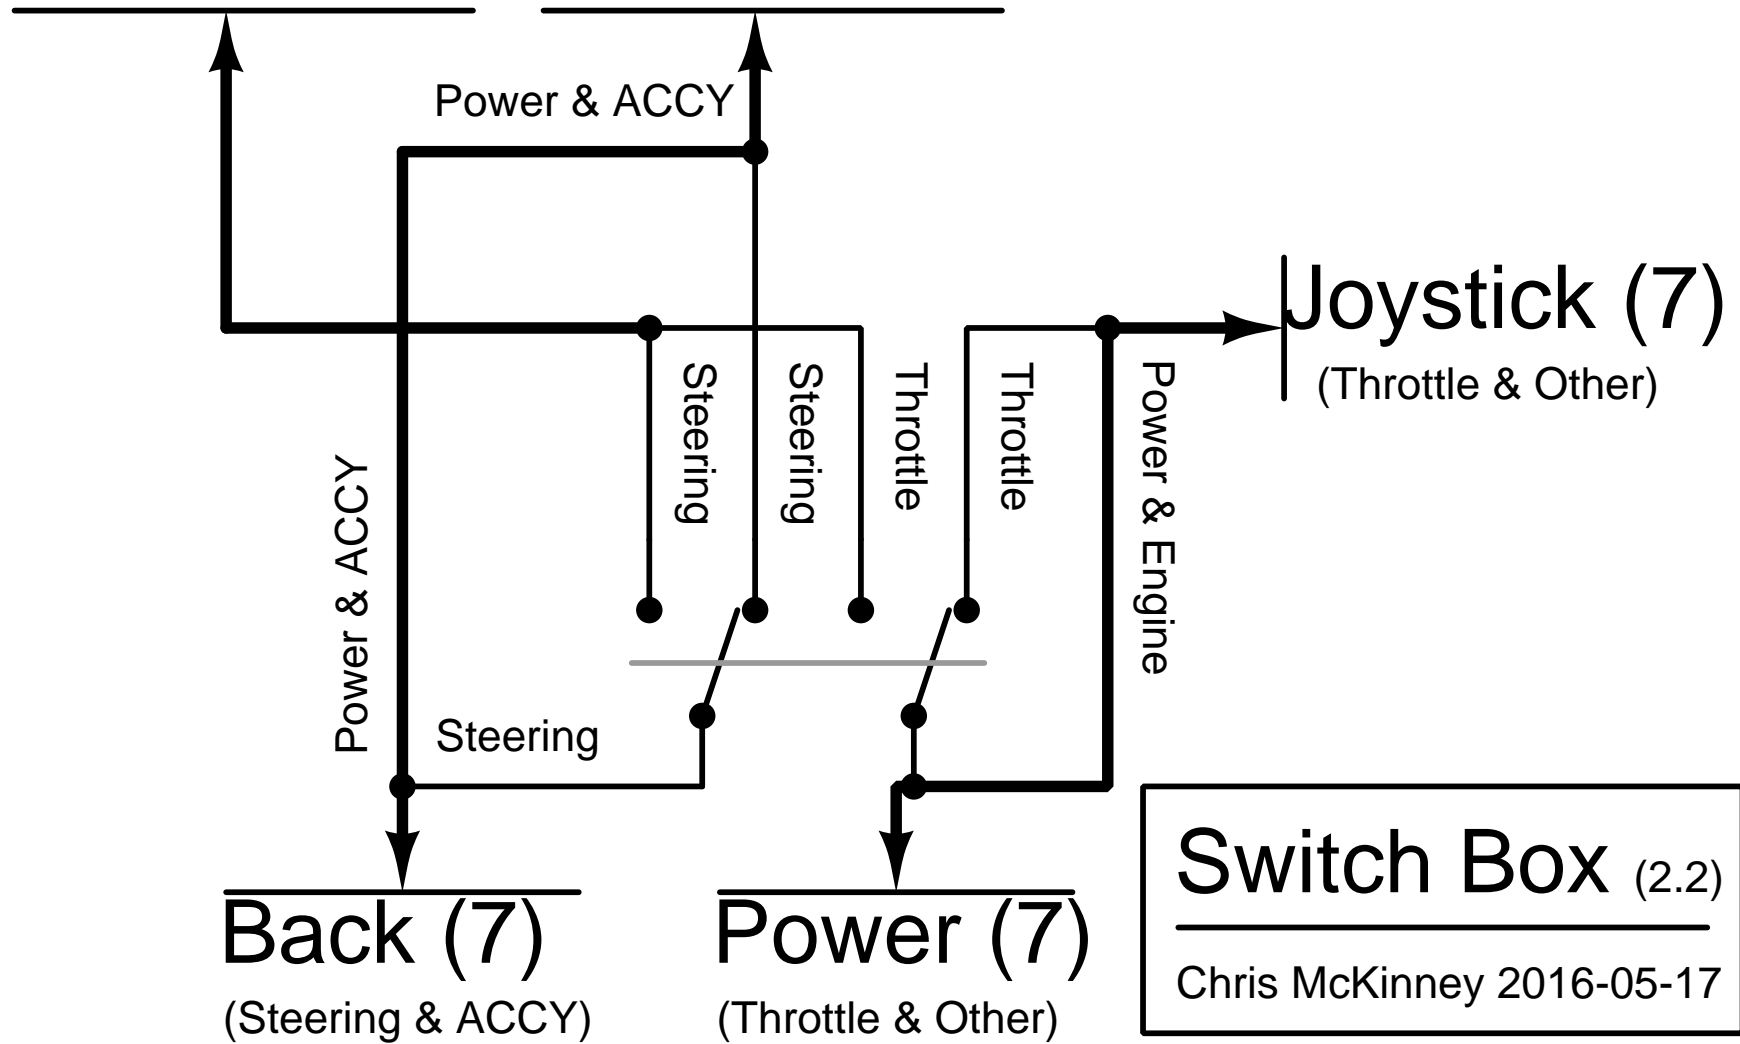 Power & ACCY
Joystick (7)
(Throttle & Other)
Steering
Steering
Throttle
Throttle
Power & Engine
Power & ACCY
Steering
Switch Box (2.2)
Chris McKinney 2016-05-17
Back (7)
(Steering & ACCY)
Power (7)
(Throttle & Other)